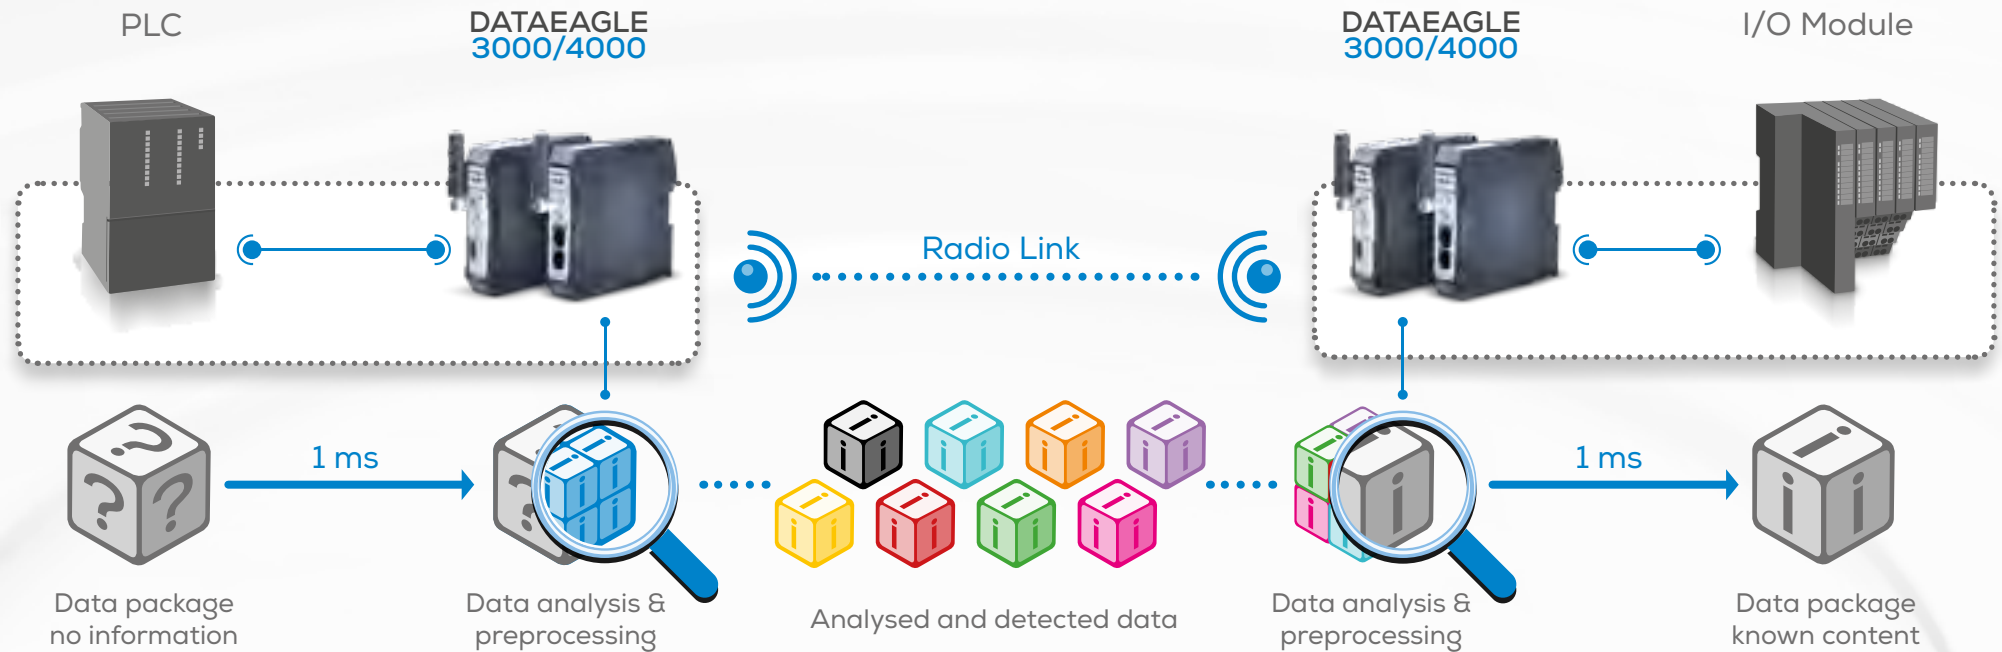 PLC
DATAEAGLE
3000/4000
DATAEAGLE
3000/4000
I/O Module
Radio Link
1 ms
1 ms
Data package
no information
Data analysis &
preprocessing
Analysed and detected data
Data analysis &
preprocessing
Data package
known content